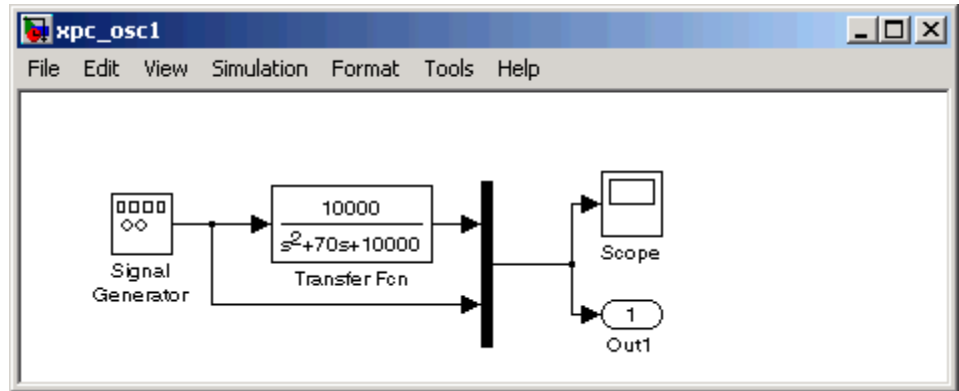 xpc_osc1
File Edit View Simulation Format Tools Help
10000
s²+70s+10000
Transfer Fcn
Signal
Generator
Scope
1
Out1